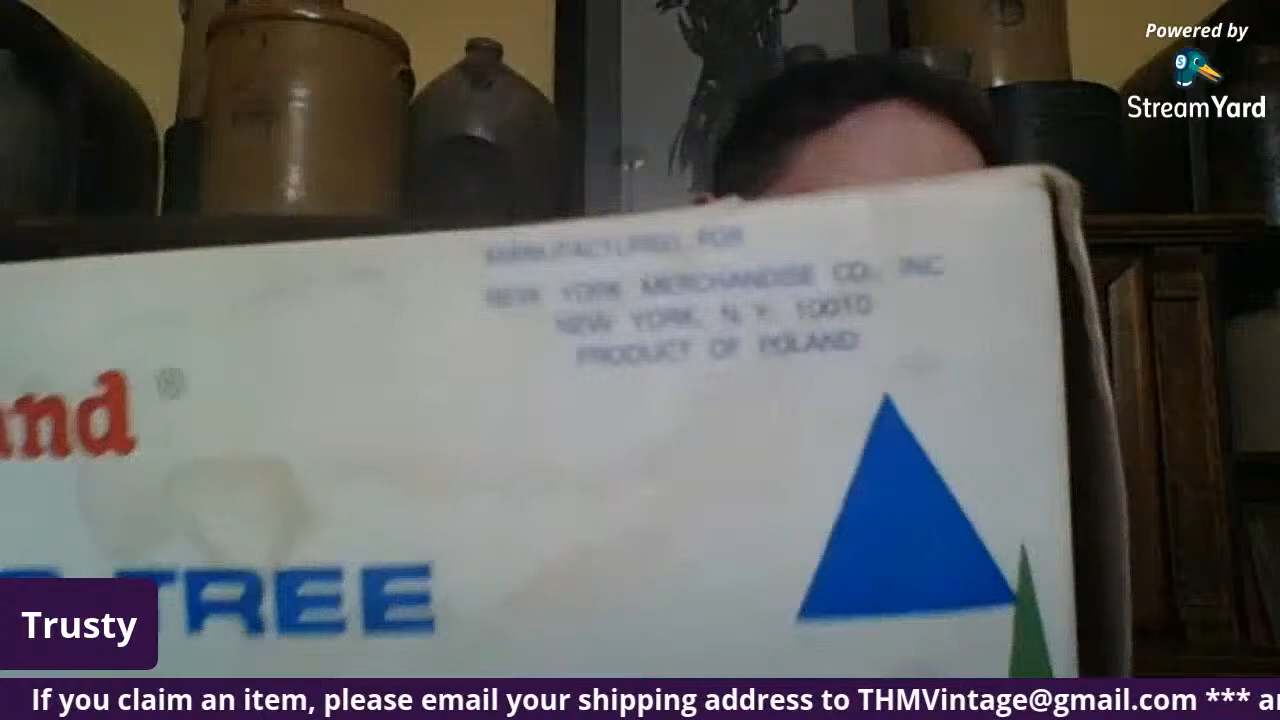 Powered by
StreamYard
MANUFACTURED FOR
NEW YORK MERCHANDISE CO., INC
NEW YORK, N.Y. 10010
PRODUCT OF POLAND
and ®
TREE
Trusty
If you claim an item, please email your shipping address to THMVintage@gmail.com ***